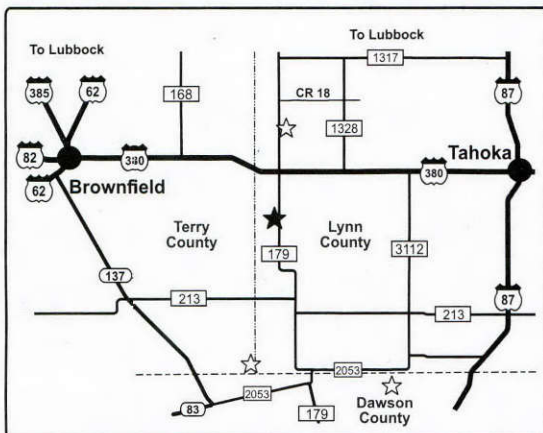 To Lubbock
To Lubbock
1317
385
62
168
CR 18
87
1328
82
380
Tahoka
62
Brownfield
380
Terry
County
Lynn
County
179
3112
137
213
213
87
2053
2053
83
179
Dawson
County